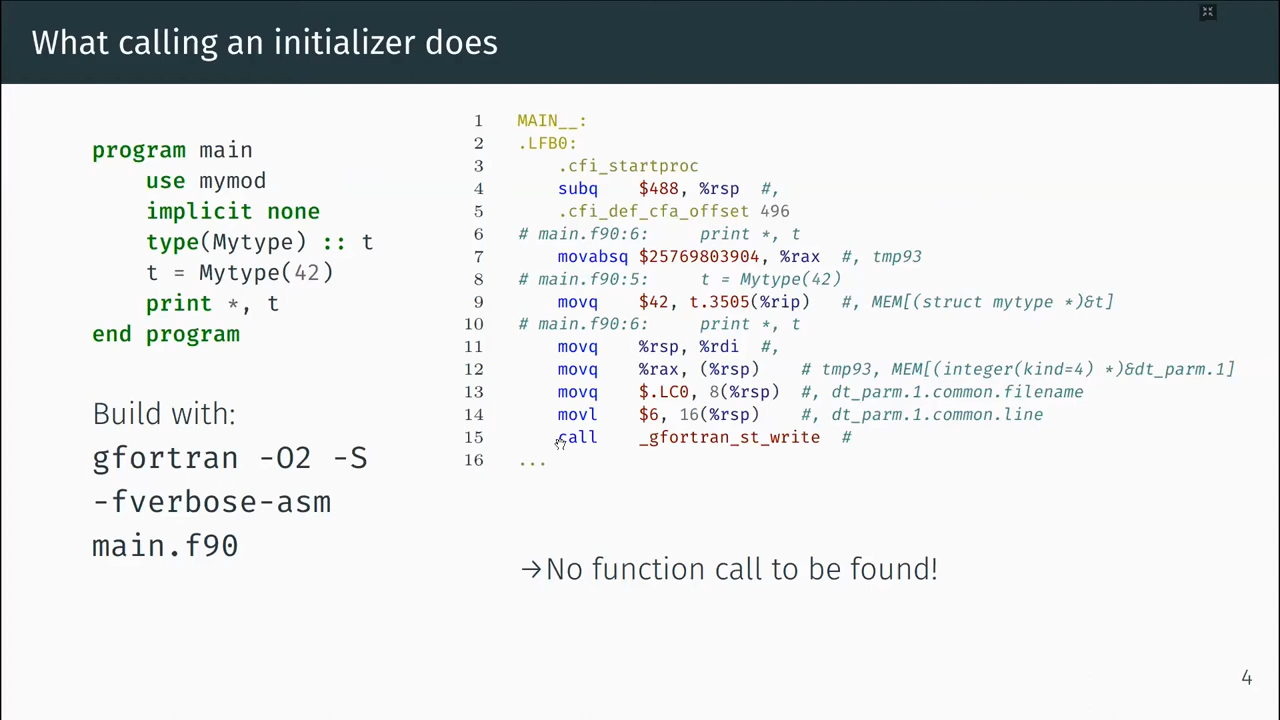 What calling an initializer does
program main
use mymod
implicit none
type(Mytype) :: t
t = Mytype(42)
print *, t
end program
Build with:
gfortran -O2 -S
-fverbose-asm
main.f90
1 MAIN__:
2 .LFB0:
3 .cfi_startproc
4 subq $488, %rsp #,
5 .cfi_def_cfa_offset 496
6 # main.f90:6: print *, t
7 movabsq $25769803904, %rax #, tmp93
8 # main.f90:5: t = Mytype(42)
9 movq $42, t.3505(%rip) #, MEM[(struct mytype *)&t]
10 # main.f90:6: print *, t
11 movq %rsp, %rdi #,
12 movq %rax, (%rsp) # tmp93, MEM[(integer(kind=4) *)&dt_parm.1]
13 movq $.LC0, 8(%rsp) #, dt_parm.1.common.filename
14 movl $6, 16(%rsp) #, dt_parm.1.common.line
15 call _gfortran_st_write #
16 ...
→No function call to be found!
4